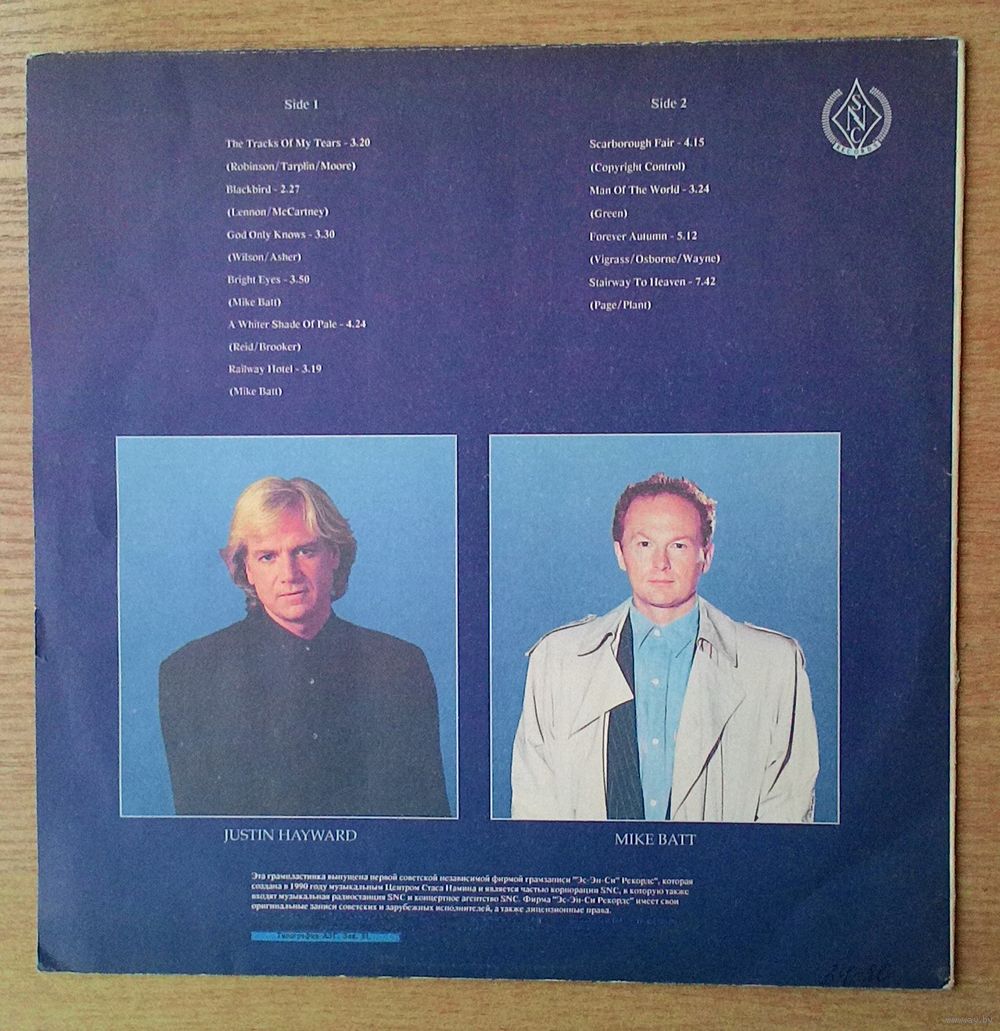 Side 1
The Tracks Of My Tears - 3.20
(Robinson/Tarplin/Moore)
Blackbird - 2.27
(Lennon/McCartney)
God Only Knows - 3.30
(Wilson/Asher)
Bright Eyes - 3.50
(Mike Batt)
A Whiter Shade Of Pale - 4.24
(Reid/Brooker)
Railway Hotel - 3.19
(Mike Batt)
Side 2
Scarborough Fair - 4.15
(Copyright Control)
Man Of The World - 3.24
(Green)
Forever Autumn - 5.12
(Vigrass/Osborne/Wayne)
Stairway To Heaven - 7.42
(Page/Plant)
SNC
RECORDS
JUSTIN HAYWARD
MIKE BATT
Эта грампластинка выпущена первой советской независимой фирмой грамзаписи "Эс-Эн-Си" Рекордс", которая
создана в 1990 году музыкальным Центром Стаса Намина и является частью корпорации SNC, в которую также
входят музыкальная радиостанция SNC и концертное агентство SNC. Фирма "Эс-Эн-Си Рекордс" имеет свои
оригинальные записи советских и зарубежных исполнителей, а также лицензионные права.
Типография
www.ay.by